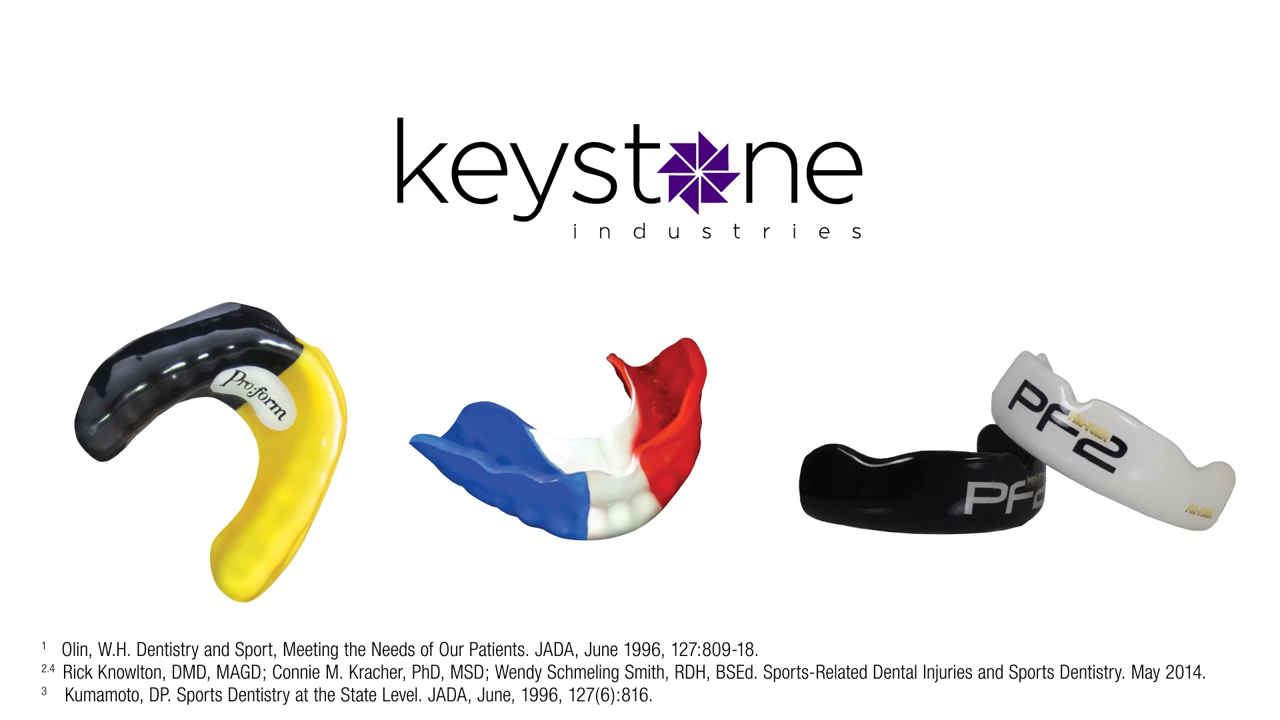 keystone
industries
Pro-form
PF2
PF2
1 Olin, W.H. Dentistry and Sport, Meeting the Needs of Our Patients. JADA, June 1996, 127:809-18.
2.4 Rick Knowlton, DMD, MAGD; Connie M. Kracher, PhD, MSD; Wendy Schmeling Smith, RDH, BSEd. Sports-Related Dental Injuries and Sports Dentistry. May 2014.
3 Kumamoto, DP. Sports Dentistry at the State Level. JADA, June, 1996, 127(6):816.